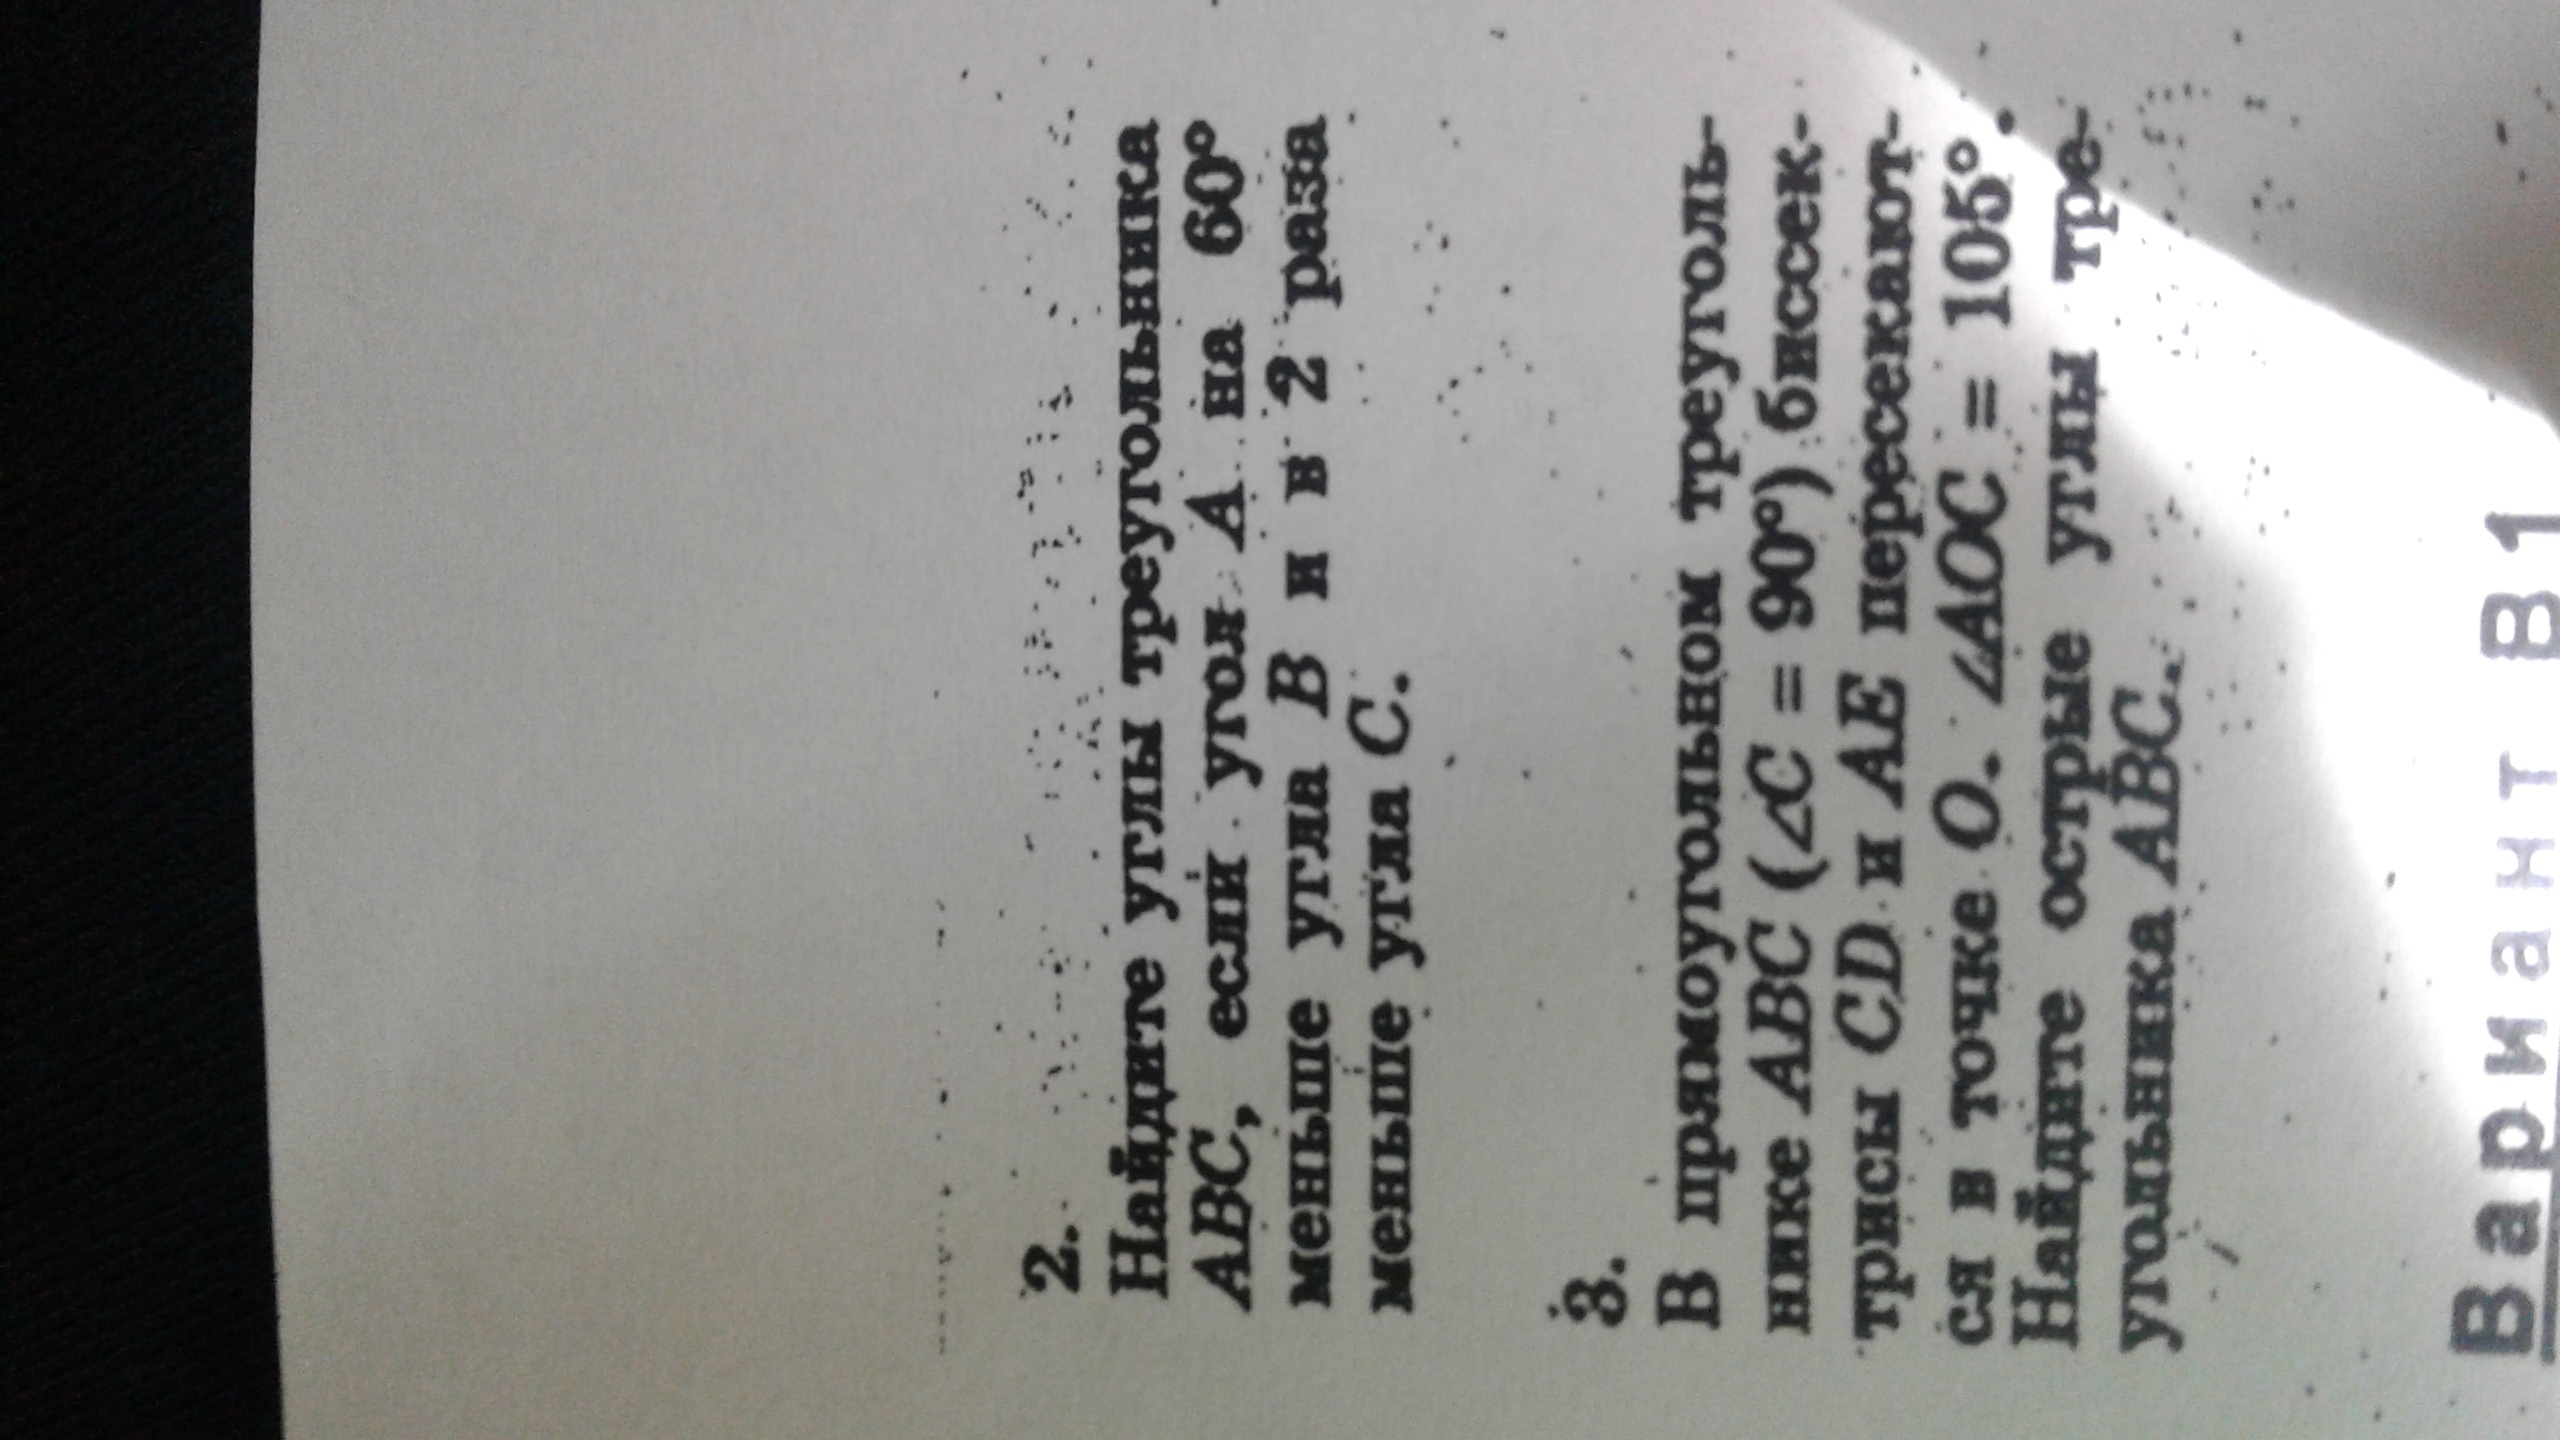 2.
Найдите углы треугольника
ABC, если угол A на 60°
меньше угла B и в 2 раза
меньше угла C.
3.
В прямоугольном треуголь-
нике ABC (∠C = 90°) биссек-
трисы CD и AE пересекают-
ся в точке O. ∠AOC = 105°.
Найдите острые углы тре-
угольника ABC.
Вариант В1